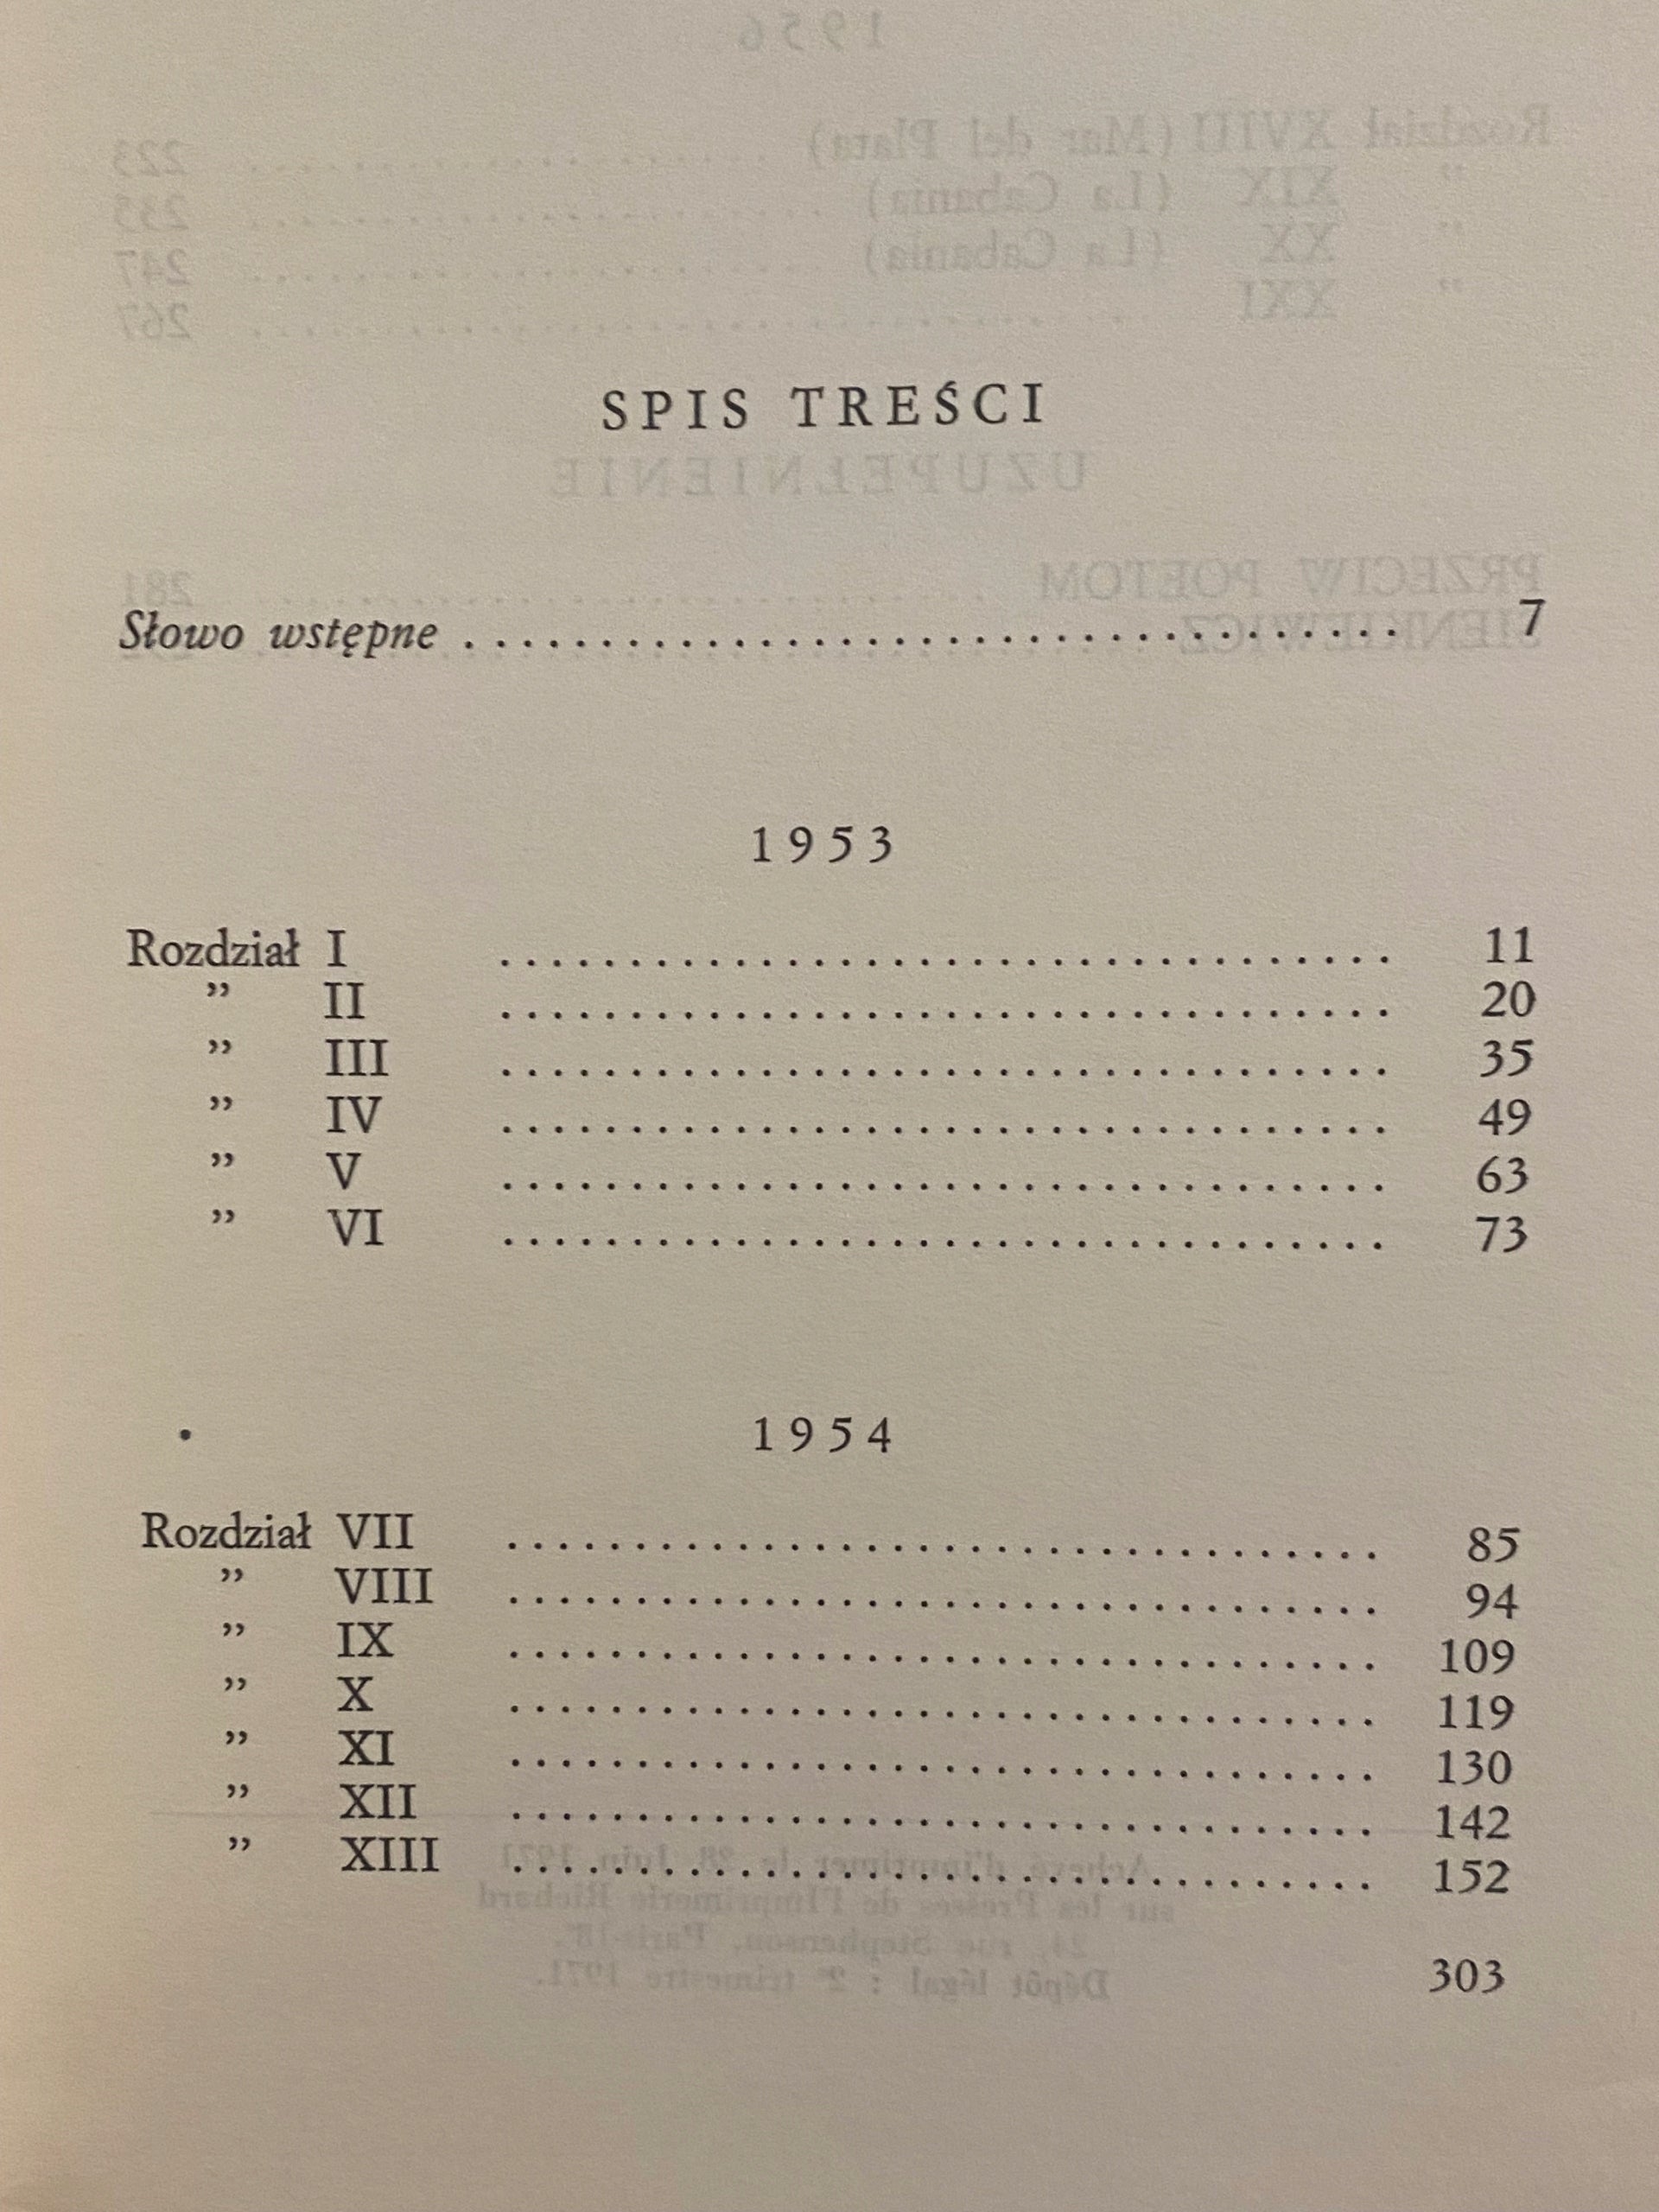 SPIS TREŚCI
Słowo wstępne .................................... 7
1953
Rozdział I ................................... 11
” II ................................... 20
” III ................................... 35
” IV ................................... 49
” V ................................... 63
” VI ................................... 73
1954
Rozdział VII .................................. 85
” VIII .................................. 94
” IX .................................. 109
” X .................................. 119
” XI .................................. 130
” XII .................................. 142
” XIII .................................. 152
303